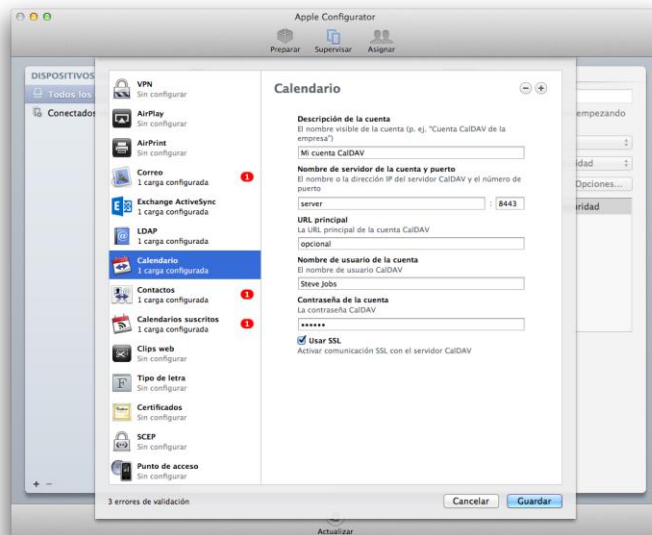 Apple Configurator
Preparar
Supervisar
Asignar
DISPOSITIVOS
Todos los
Conectados
empezando
Opciones...
VPN
Sin configurar
AirPlay
Sin configurar
AirPrint
Sin configurar
Correo
1 carga configurada
1
Exchange ActiveSync
1 carga configurada
LDAP
1 carga configurada
Calendario
1 carga configurada
Contactos
1 carga configurada
1
Calendarios suscritos
1 carga configurada
1
Clips web
Sin configurar
Tipo de letra
Sin configurar
Certificados
Sin configurar
SCEP
Sin configurar
Punto de acceso
Sin configurar
Calendario
Descripción de la cuenta
El nombre visible de la cuenta (p. ej. "Cuenta CalDAV de la
empresa")
Mi cuenta CalDAV
Nombre de servidor de la cuenta y puerto
El nombre o la dirección IP del servidor CalDAV y el número de
puerto
server : 8443
URL principal
La URL principal de la cuenta CalDAV
opcional
Nombre de usuario de la cuenta
El nombre de usuario CalDAV
Steve Jobs
Contraseña de la cuenta
La contraseña CalDAV
••••••
Usar SSL
Activar comunicación SSL con el servidor CalDAV
3 errores de validación
Cancelar
Guardar
Actualizar